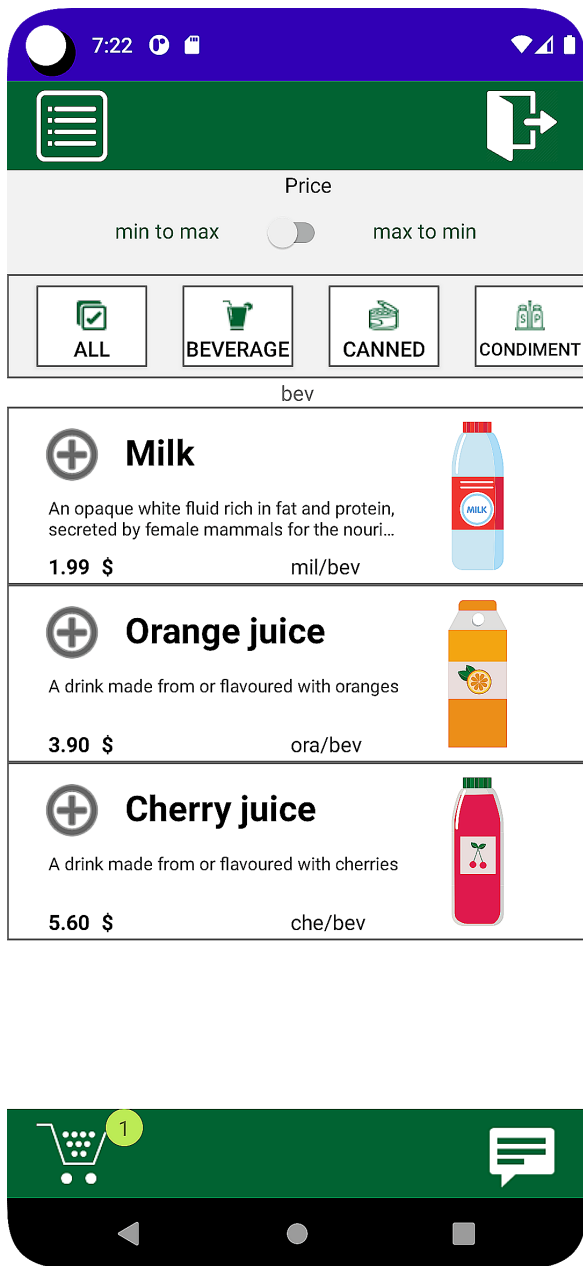 7:22
Price
min to max
max to min
ALL
BEVERAGE
CANNED
S P
CONDIMENT
bev
Milk
An opaque white fluid rich in fat and protein,
secreted by female mammals for the nouri...
1.99 $
mil/bev
MILK
Orange juice
A drink made from or flavoured with oranges
3.90 $
ora/bev
Cherry juice
A drink made from or flavoured with cherries
5.60 $
che/bev
1